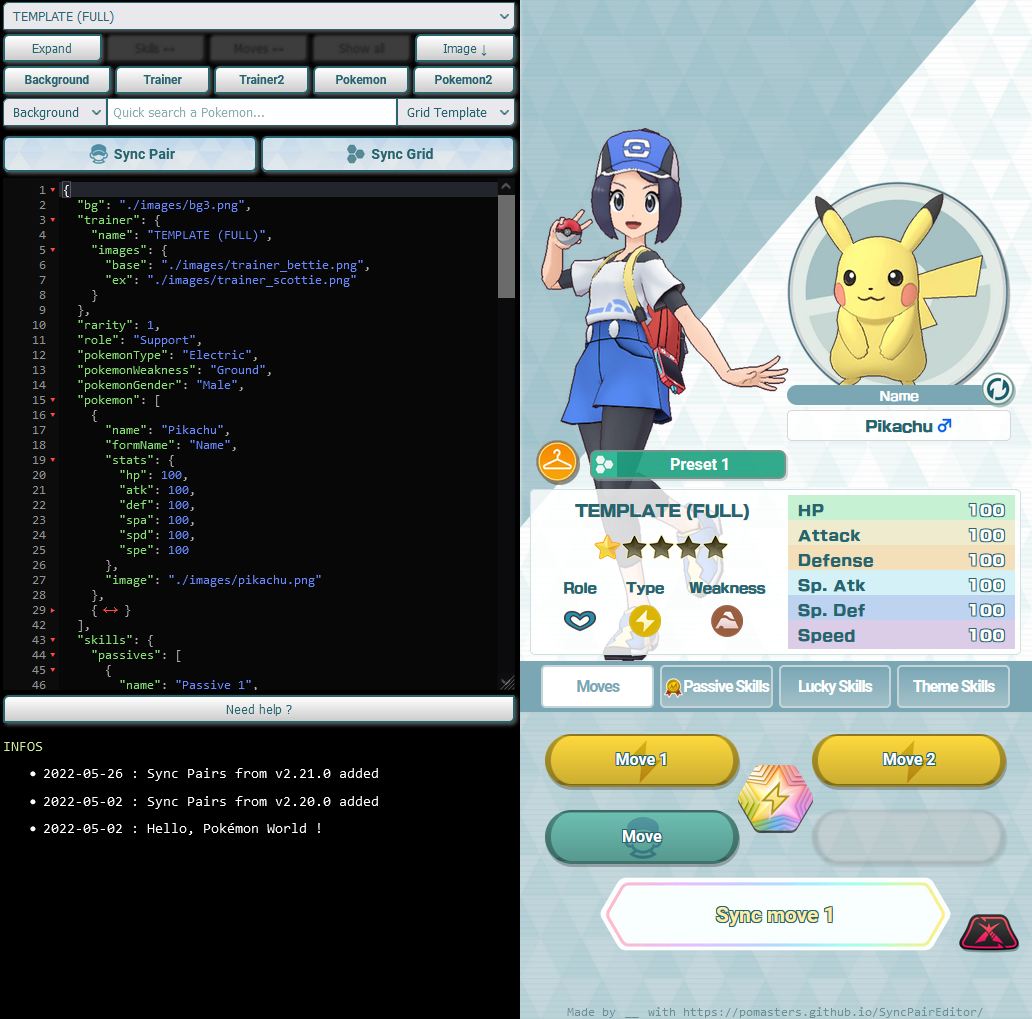 TEMPLATE (FULL)
Expand
Skills ↔
Moves ↔
Show all
Image ↓
Background
Trainer
Trainer2
Pokemon
Pokemon2
Background
Quick search a Pokemon...
Grid Template
Sync Pair
Sync Grid
1 {
2 "bg": "./images/bg3.png",
3 "trainer": {
4 "name": "TEMPLATE (FULL)",
5 "images": {
6 "base": "./images/trainer_bettie.png",
7 "ex": "./images/trainer_scottie.png"
8 }
9 },
10 "rarity": 1,
11 "role": "Support",
12 "pokemonType": "Electric",
13 "pokemonWeakness": "Ground",
14 "pokemonGender": "Male",
15 "pokemon": [
16 {
17 "name": "Pikachu",
18 "formName": "Name",
19 "stats": {
20 "hp": 100,
21 "atk": 100,
22 "def": 100,
23 "spa": 100,
24 "spd": 100,
25 "spe": 100
26 },
27 "image": "./images/pikachu.png"
28 },
29 {↔}
42 ],
43 "skills": {
44 "passives": [
45 {
46 "name": "Passive 1",
Need help ?
INFOS
• 2022-05-26 : Sync Pairs from v2.21.0 added
• 2022-05-02 : Sync Pairs from v2.20.0 added
• 2022-05-02 : Hello, Pokémon World !
Name
Pikachu ♂
Preset 1
TEMPLATE (FULL)
Role Type Weakness
HP 100
Attack 100
Defense 100
Sp. Atk 100
Sp. Def 100
Speed 100
Moves
Passive Skills
Lucky Skills
Theme Skills
Move 1
Move 2
Move
Sync move 1
Made by __ with https://pomasters.github.io/SyncPairEditor/